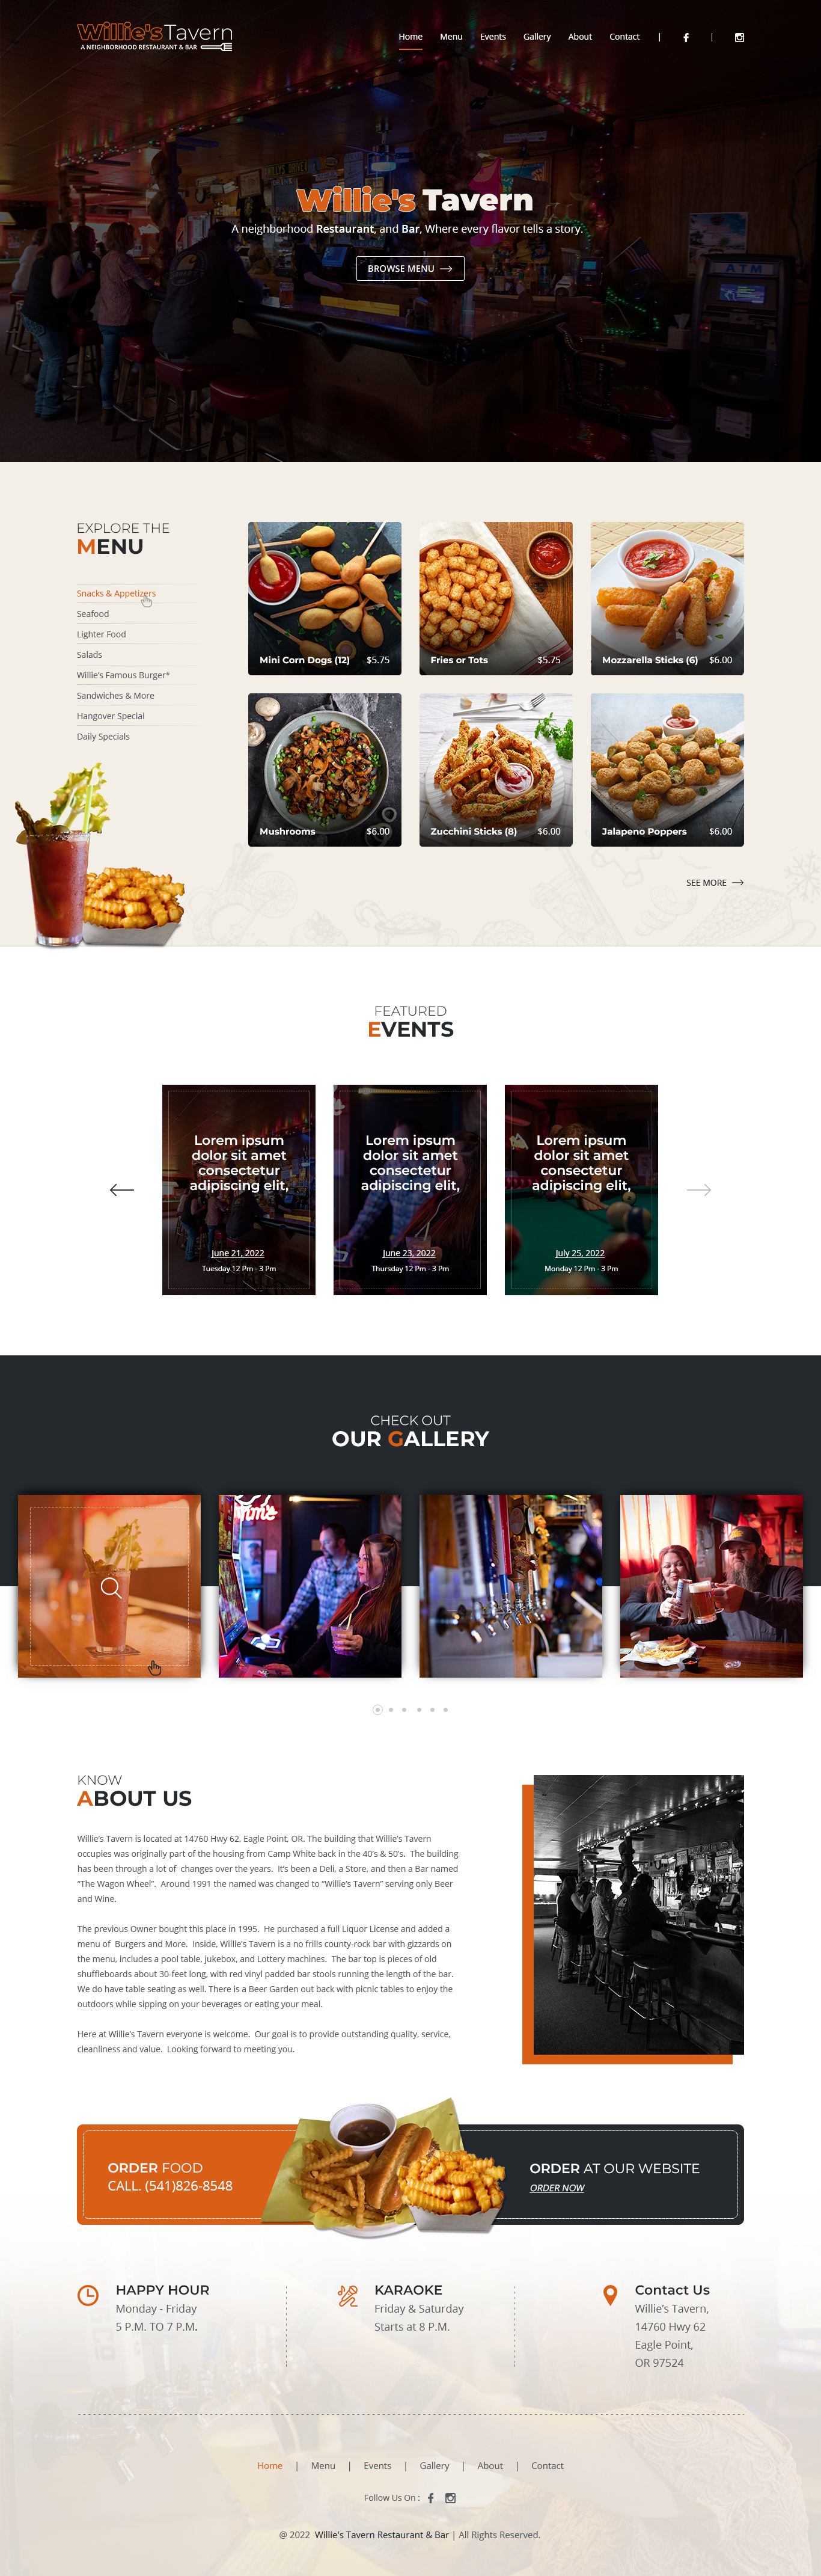 Willie's Tavern
A NEIGHBORHOOD RESTAURANT & BAR
Home Menu Events Gallery About Contact | |
Willie's Tavern
A neighborhood Restaurant, and Bar, Where every flavor tells a story.
BROWSE MENU
ATM
EXPLORE THE
MENU
Snacks & Appetizers
Seafood
Lighter Food
Salads
Willie's Famous Burger*
Sandwiches & More
Hangover Special
Daily Specials
Mini Corn Dogs (12) $5.75
Fries or Tots $5.75
Mozzarella Sticks (6) $6.00
Mushrooms $6.00
Zucchini Sticks (8) $6.00
Jalapeno Poppers $6.00
SEE MORE
FEATURED
EVENTS
Lorem ipsum
dolor sit amet
consectetur
adipiscing elit,
June 21, 2022
Tuesday 12 Pm - 3 Pm
Lorem ipsum
dolor sit amet
consectetur
adipiscing elit,
June 23, 2022
Thursday 12 Pm - 3 Pm
Lorem ipsum
dolor sit amet
consectetur
adipiscing elit,
July 25, 2022
Monday 12 Pm - 3 Pm
CHECK OUT
OUR GALLERY
KNOW
ABOUT US
Willie's Tavern is located at 14760 Hwy 62, Eagle Point, OR. The building that Willie's Tavern
occupies was originally part of the housing from Camp White back in the 40's & 50's. The building
has been through a lot of changes over the years. It's been a Deli, a Store, and then a Bar named
“The Wagon Wheel”. Around 1991 the named was changed to “Willie's Tavern” serving only Beer
and Wine.
The previous Owner bought this place in 1995. He purchased a full Liquor License and added a
menu of Burgers and More. Inside, Willie's Tavern is a no frills county-rock bar with gizzards on
the menu, includes a pool table, jukebox, and Lottery machines. The bar top is pieces of old
shuffleboards about 30-feet long, with red vinyl padded bar stools running the length of the bar.
We do have table seating as well. There is a Beer Garden out back with picnic tables to enjoy the
outdoors while sipping on your beverages or eating your meal.
Here at Willie's Tavern everyone is welcome. Our goal is to provide outstanding quality, service,
cleanliness and value. Looking forward to meeting you.
ORDER FOOD
CALL. (541)826-8548
ORDER AT OUR WEBSITE
ORDER NOW
HAPPY HOUR
Monday - Friday
5 P.M. TO 7 P.M.
KARAOKE
Friday & Saturday
Starts at 8 P.M.
Contact Us
Willie's Tavern,
14760 Hwy 62
Eagle Point,
OR 97524
Home | Menu | Events | Gallery | About | Contact
Follow Us On :
@ 2022 Willie's Tavern Restaurant & Bar | All Rights Reserved.